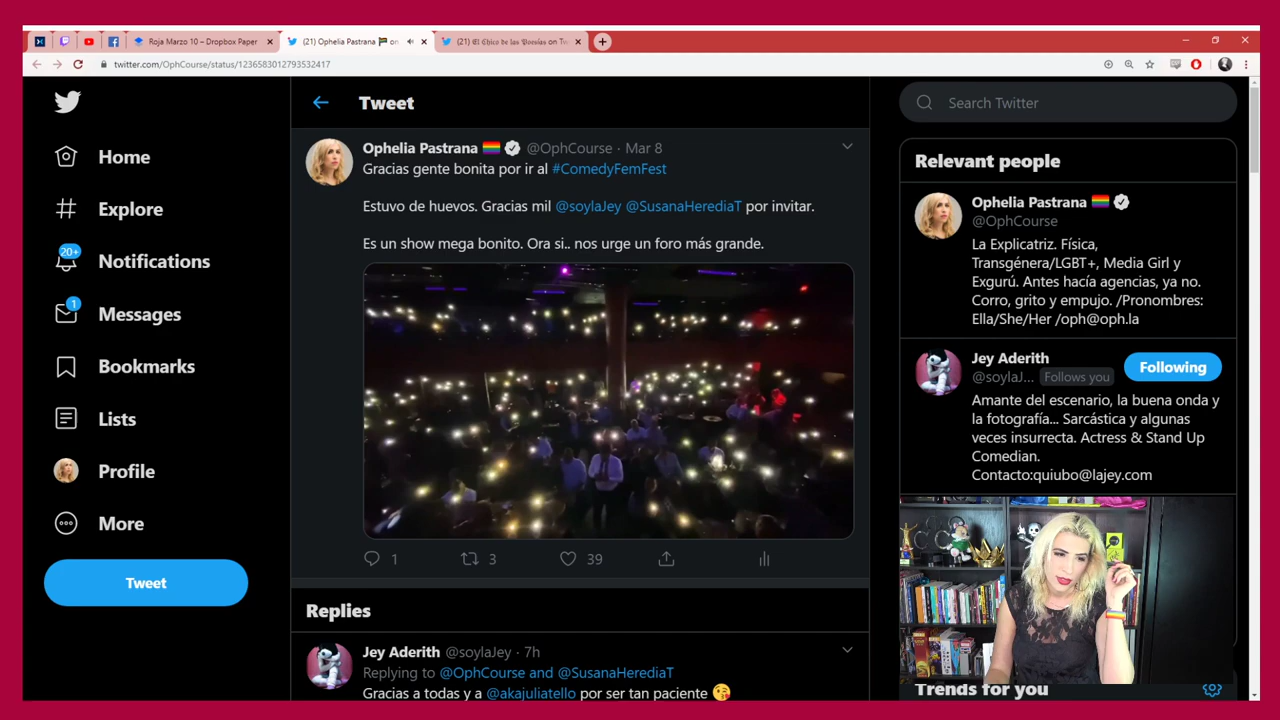 Roja Marzo 10 – Dropbox Paper
(21) Ophelia Pastrana
on
(21) El Chico de las Poesías on Tw
twitter.com/OphCourse/status/1236583012793532417
Home
Explore
20+
Notifications
1
Messages
Bookmarks
Lists
Profile
More
Tweet
Tweet
Ophelia Pastrana 🏳️‍🌈 @OphCourse · Mar 8
Gracias gente bonita por ir al #ComedyFemFest
Estuvo de huevos. Gracias mil @soylaJey @SusanaHerediaT por invitar.
Es un show mega bonito. Ora si.. nos urge un foro más grande.
1 3 39
Replies
Jey Aderith @soylaJey · 7h
Replying to @OphCourse and @SusanaHerediaT
Gracias a todas y a @akajuliatello por ser tan paciente 😘
Search Twitter
Relevant people
Ophelia Pastrana 🏳️‍🌈
@OphCourse
La Explicatriz. Física,
Transgénera/LGBT+, Media Girl y
Exgurú. Antes hacía agencias, ya no.
Corro, grito y empujo. /Pronombres:
Ella/She/Her /oph@oph.la
Jey Aderith
@soylaJ... Follows you
Following
Amante del escenario, la buena onda y
la fotografía... Sarcástica y algunas
veces insurrecta. Actress & Stand Up
Comedian.
Contacto:quiubo@lajey.com
Trends for you